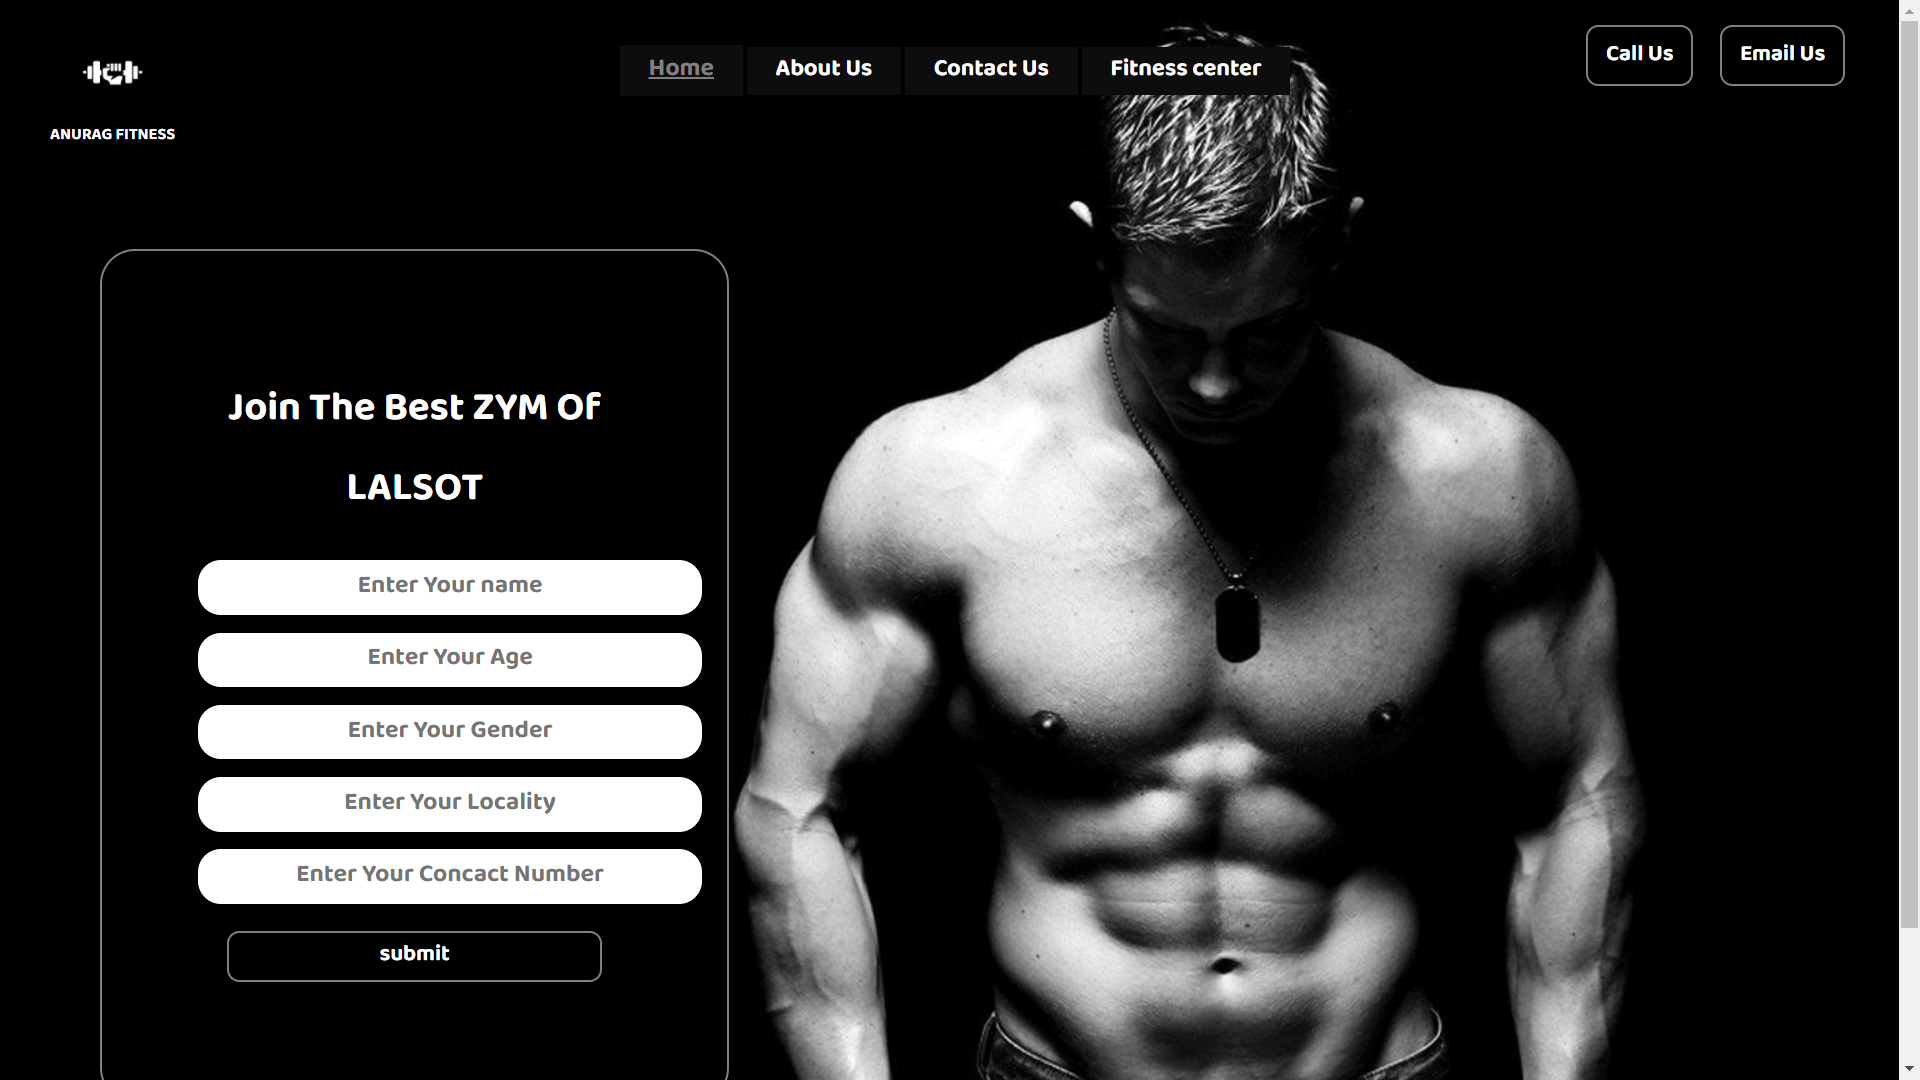 Home
About Us
Contact Us
Fitness center
Call Us
Email Us
ANURAG FITNESS
Join The Best ZYM Of
LALSOT
Enter Your name
Enter Your Age
Enter Your Gender
Enter Your Locality
Enter Your Concact Number
submit